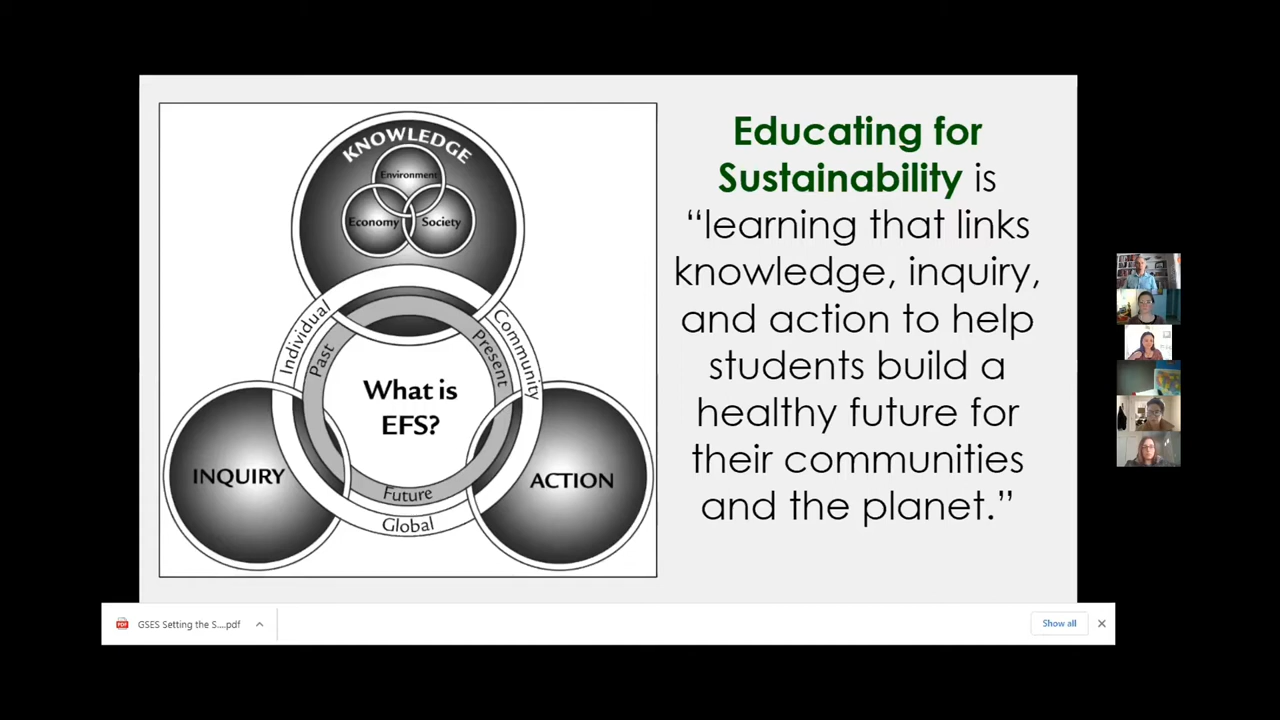 KNOWLEDGE
Environment
Economy
Society
Individual
Community
Past
Present
What is
EFS?
INQUIRY
ACTION
Future
Global
Educating for
Sustainability is
“learning that links
knowledge, inquiry,
and action to help
students build a
healthy future for
their communities
and the planet.”
GSES Setting the S....pdf
Show all